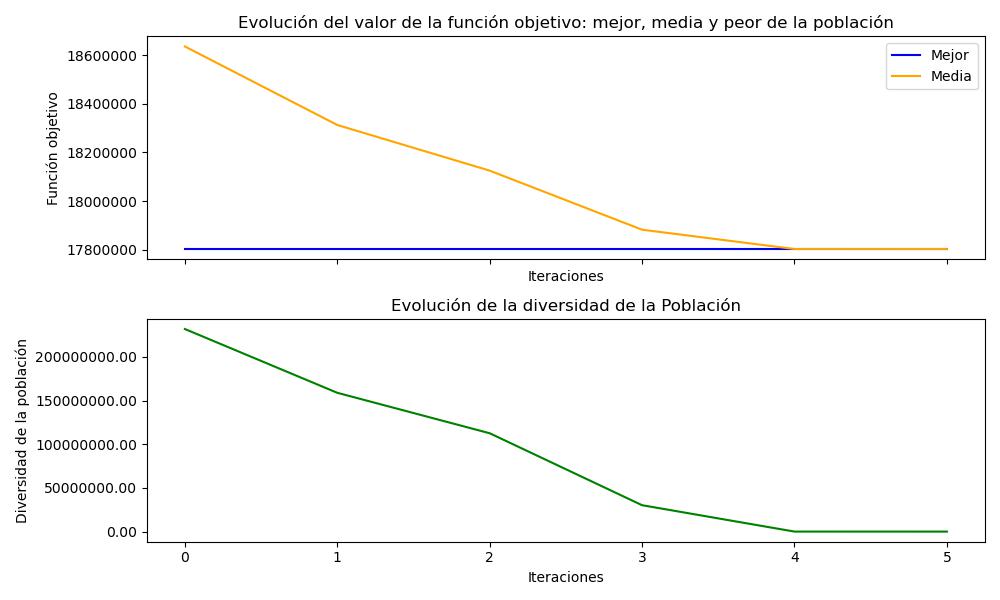 Evolución del valor de la función objetivo: mejor, media y peor de la población
Función objetivo
18600000
18400000
18200000
18000000
17800000
Mejor
Media
Iteraciones
Evolución de la diversidad de la Población
Diversidad de la población
200000000.00
150000000.00
100000000.00
50000000.00
0.00
0 1 2 3 4 5
Iteraciones